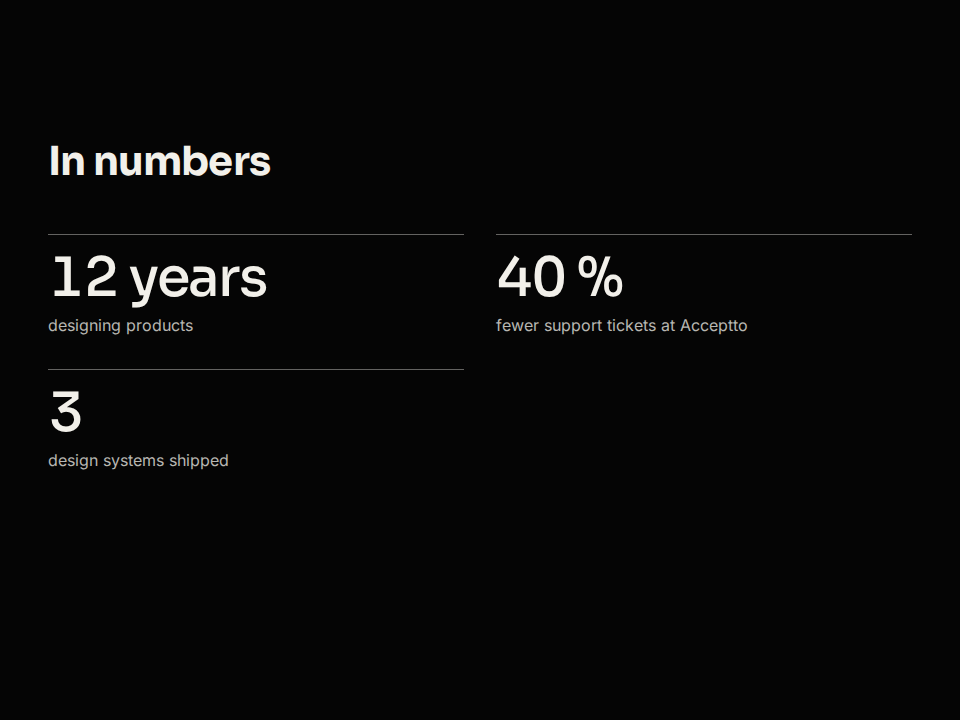 In numbers
12 years
designing products
40 %
fewer support tickets at Acceptto
3
design systems shipped